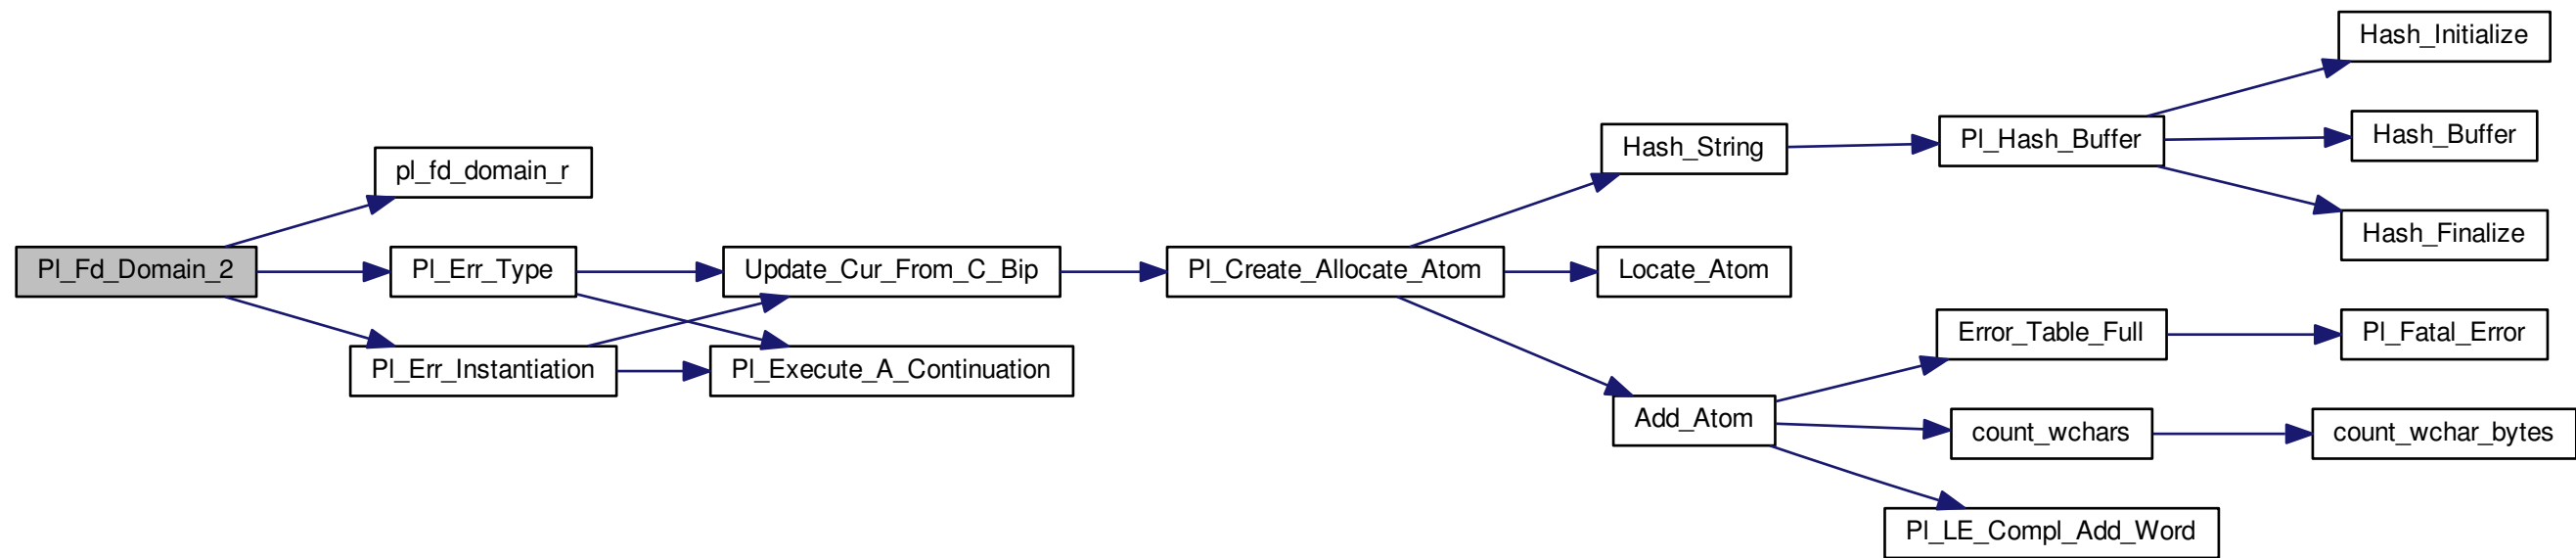 Pl_Fd_Domain_2
pl_fd_domain_r
Pl_Err_Type
Pl_Err_Instantiation
Update_Cur_From_C_Bip
Pl_Execute_A_Continuation
Pl_Create_Allocate_Atom
Hash_String
Locate_Atom
Add_Atom
Pl_Hash_Buffer
Error_Table_Full
count_wchars
Pl_LE_Compl_Add_Word
Hash_Initialize
Hash_Buffer
Hash_Finalize
Pl_Fatal_Error
count_wchar_bytes